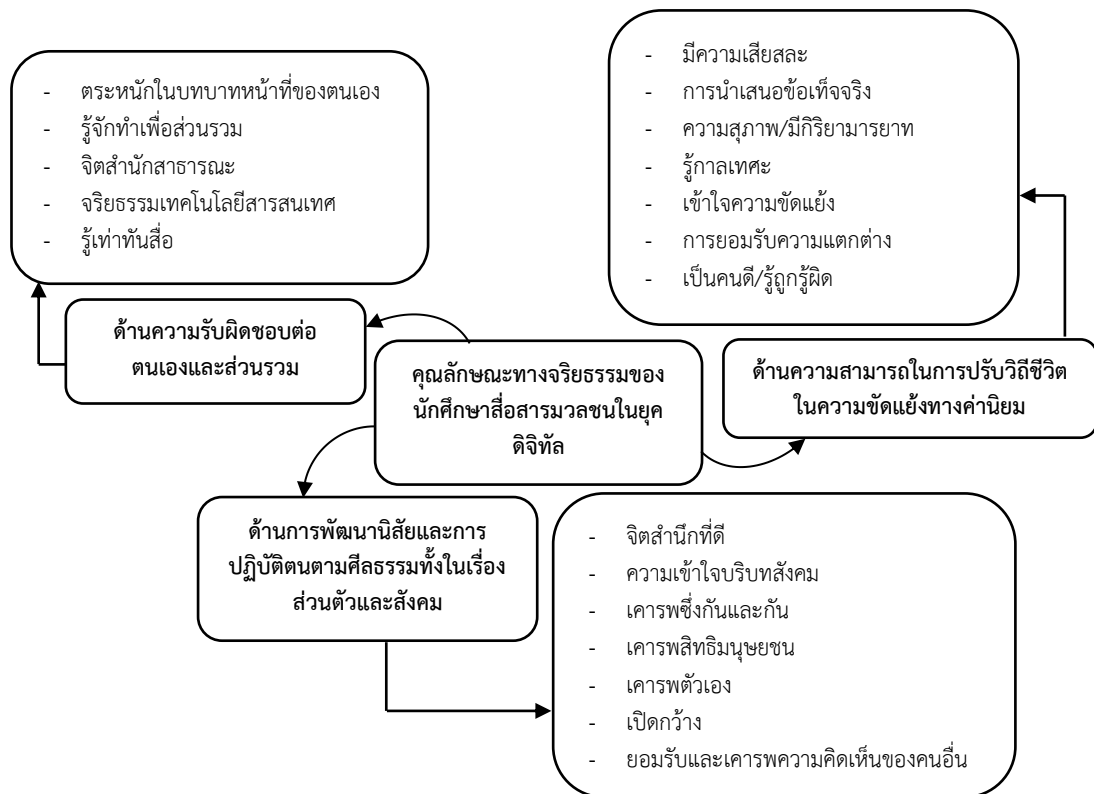 - ตระหนักในบทบาทหน้าที่ของตนเอง
- รู้จักทำเพื่อส่วนรวม
- จิตสำนักสาธารณะ
- จริยธรรมเทคโนโลยีสารสนเทศ
- รู้เท่าทันสื่อ
- มีความเสียสละ
- การนำเสนอข้อเท็จจริง
- ความสุภาพ/มีกิริยามารยาท
- รู้กาลเทศะ
- เข้าใจความขัดแย้ง
- การยอมรับความแตกต่าง
- เป็นคนดี/รู้ถูกรู้ผิด
ด้านความรับผิดชอบต่อ
ตนเองและส่วนรวม
คุณลักษณะทางจริยธรรมของ
นักศึกษาสื่อสารมวลชนในยุค
ดิจิทัล
ด้านความสามารถในการปรับวิถีชีวิต
ในความขัดแย้งทางค่านิยม
ด้านการพัฒนานิสัยและการ
ปฏิบัติตนตามศีลธรรมทั้งในเรื่อง
ส่วนตัวและสังคม
- จิตสำนึกที่ดี
- ความเข้าใจบริบทสังคม
- เคารพซึ่งกันและกัน
- เคารพสิทธิมนุษยชน
- เคารพตัวเอง
- เปิดกว้าง
- ยอมรับและเคารพความคิดเห็นของคนอื่น